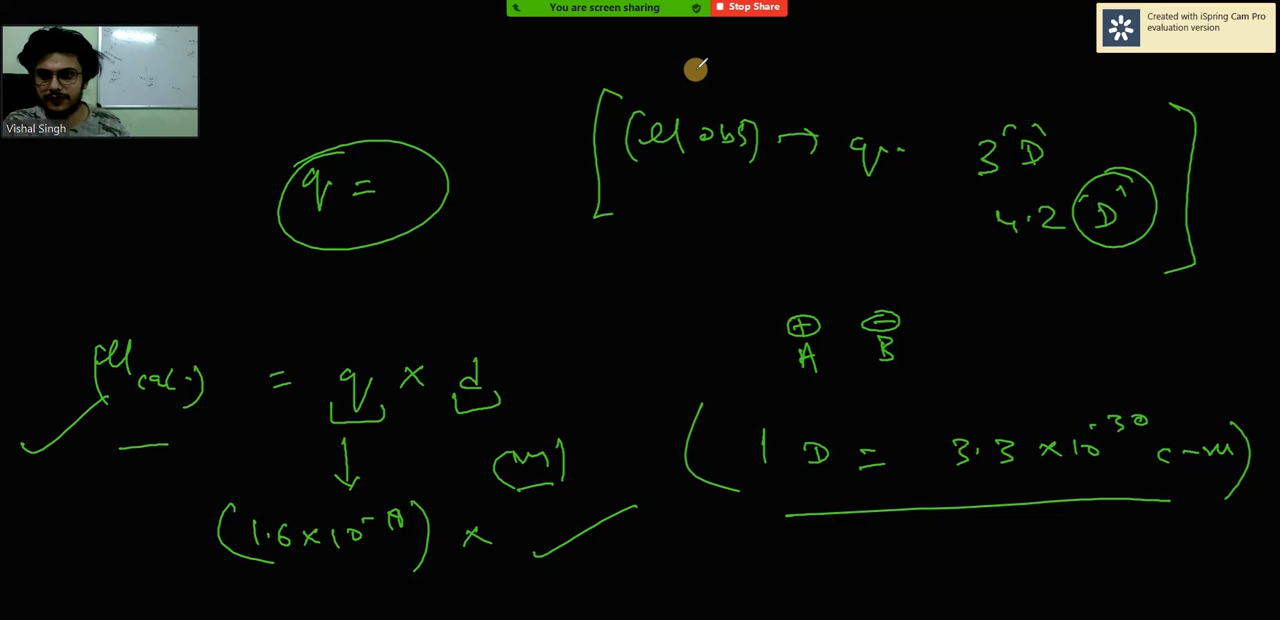 You are screen sharing
Stop Share
Created with iSpring Cam Pro
evaluation version
Vishal Singh
(μ obs) → q. 3 "D"
4.2 "D"
q =
+ −
A B
μ (cal.) = q × d
(m)
1 D = 3.3 × 10^-30 c-m
(1.6 × 10^-19) ×